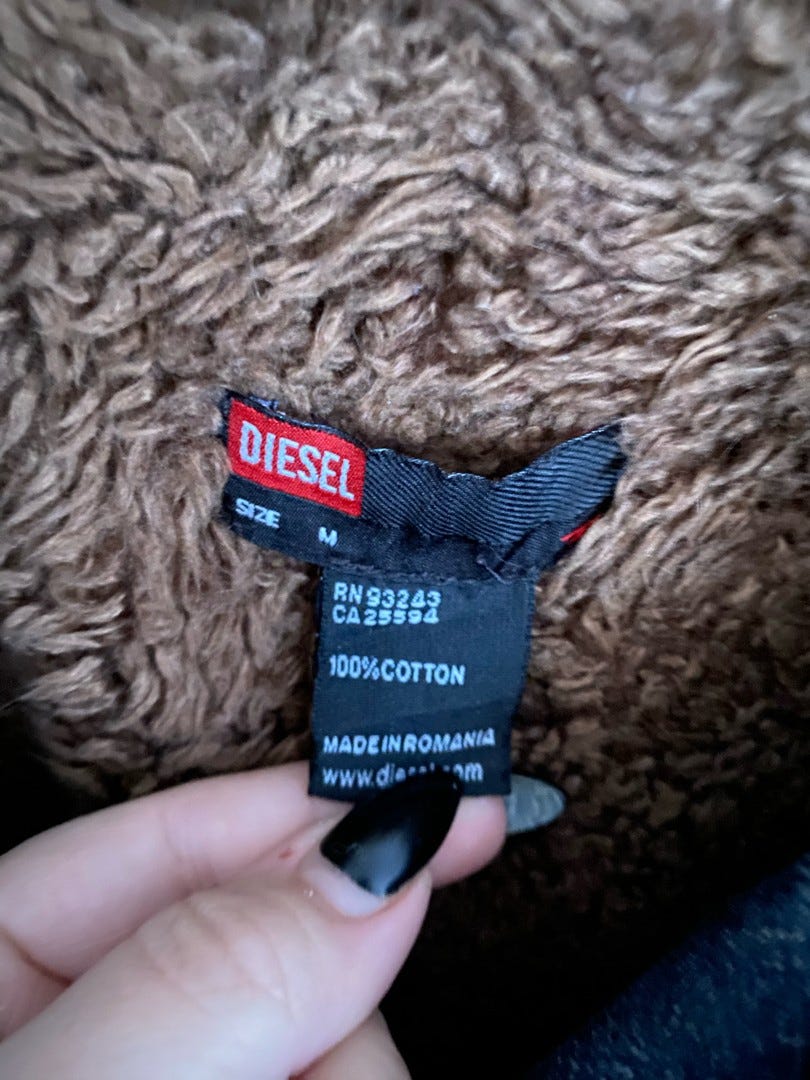 DIESEL
SIZE M
RN 93243
CA 25594
100% COTTON
MADE IN ROMANIA